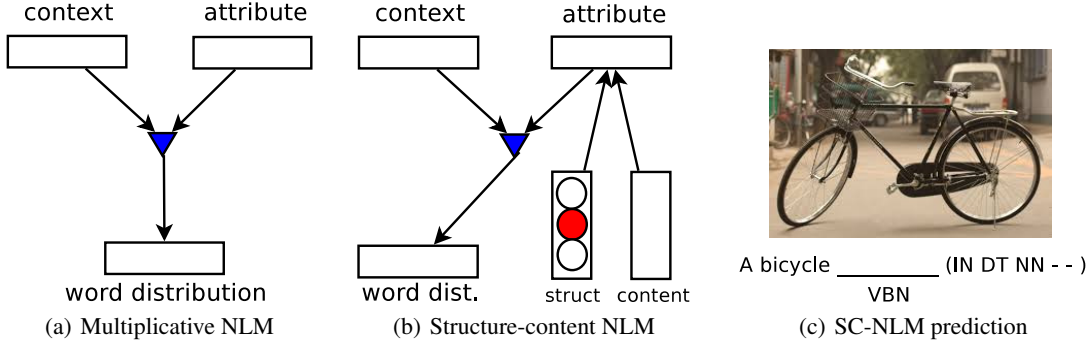 context attribute
word distribution
(a) Multiplicative NLM
context attribute
word dist.
struct content
(b) Structure-content NLM
A bicycle __________ (IN DT NN - - )
VBN
(c) SC-NLM prediction